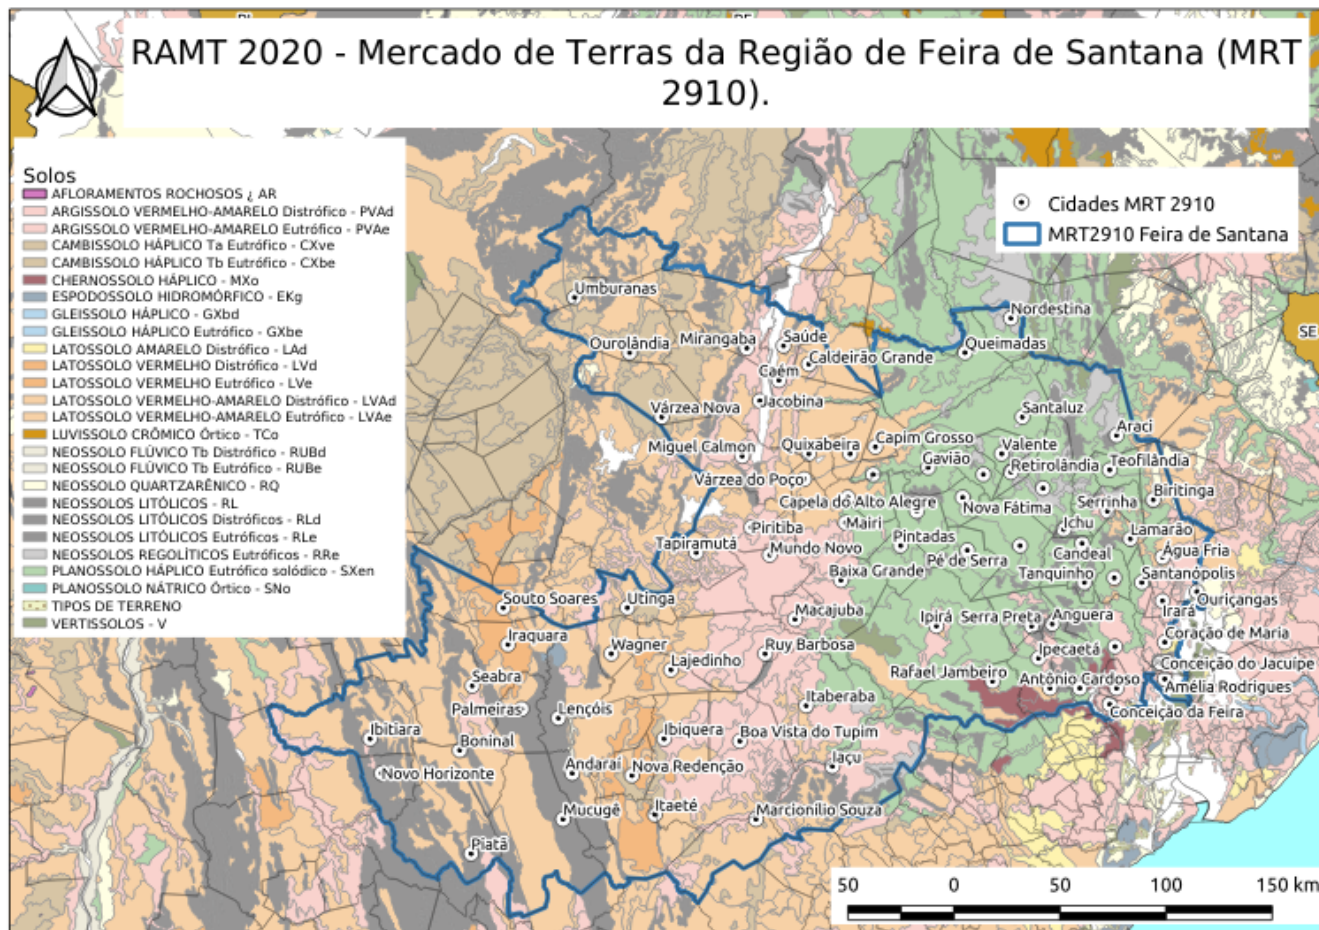 RAMT 2020 - Mercado de Terras da Região de Feira de Santana (MRT
2910).
Solos
AFLORAMENTOS ROCHOSOS ¿ AR
ARGISSOLO VERMELHO-AMARELO Distrófico - PVAd
ARGISSOLO VERMELHO-AMARELO Eutrófico - PVAe
CAMBISSOLO HÁPLICO Ta Eutrófico - CXve
CAMBISSOLO HÁPLICO Tb Eutrófico - CXbe
CHERNOSSOLO HÁPLICO - MXo
ESPODOSSOLO HIDROMÓRFICO - EKg
GLEISSOLO HÁPLICO - GXbd
GLEISSOLO HÁPLICO Eutrófico - GXbe
LATOSSOLO AMARELO Distrófico - LAd
LATOSSOLO VERMELHO Distrófico - LVd
LATOSSOLO VERMELHO Eutrófico - LVe
LATOSSOLO VERMELHO-AMARELO Distrófico - LVAd
LATOSSOLO VERMELHO-AMARELO Eutrófico - LVAe
LUVISSOLO CRÔMICO Órtico - TCo
NEOSSOLO FLÚVICO Tb Distrófico - RUBd
NEOSSOLO FLÚVICO Tb Eutrófico - RUBe
NEOSSOLO QUARTZARÊNICO - RQ
NEOSSOLOS LITÓLICOS - RL
NEOSSOLOS LITÓLICOS Distróficos - RLd
NEOSSOLOS LITÓLICOS Eutróficos - RLe
NEOSSOLOS REGOLÍTICOS Eutróficos - RRe
PLANOSSOLO HÁPLICO Eutrófico solódico - SXen
PLANOSSOLO NÁTRICO Órtico - SNo
TIPOS DE TERRENO
VERTISSOLOS - V
Cidades MRT 2910
MRT2910 Feira de Santana
Umburanas
Nordestina
SE
Ourolândia
Mirangaba
Saúde
Queimadas
Caldeirão Grande
Caém
Jacobina
Várzea Nova
Santaluz
Araci
Miguel Calmon
Quixabeira
Capim Grosso
Valente
Gavião
Retirolândia
Teofilândia
Várzea do Poço
Biritinga
Capela do Alto Alegre
Nova Fátima
Serrinha
Piritiba
Mairi
Ichu
Lamarão
Tapiramutá
Mundo Novo
Pintadas
Pé de Serra
Candeal
Água Fria
Baixa Grande
Tanquinho
Santanópolis
Souto Soares
Utinga
Ouriçangas
Macajuba
Ipirá
Serra Preta
Anguera
Irará
Iraquara
Wagner
Ruy Barbosa
Coração de Maria
Lajedinho
Ipecaetá
Conceição do Jacuípe
Seabra
Rafael Jambeiro
Antônio Cardoso
Amélia Rodrigues
Palmeiras
Lençóis
Itaberaba
Conceição da Feira
Ibitiara
Boninal
Ibiquera
Boa Vista do Tupim
Novo Horizonte
Andaraí
Nova Redenção
Iaçu
Mucugê
Itaeté
Marcionílio Souza
Piatã
50 0 50 100 150 km